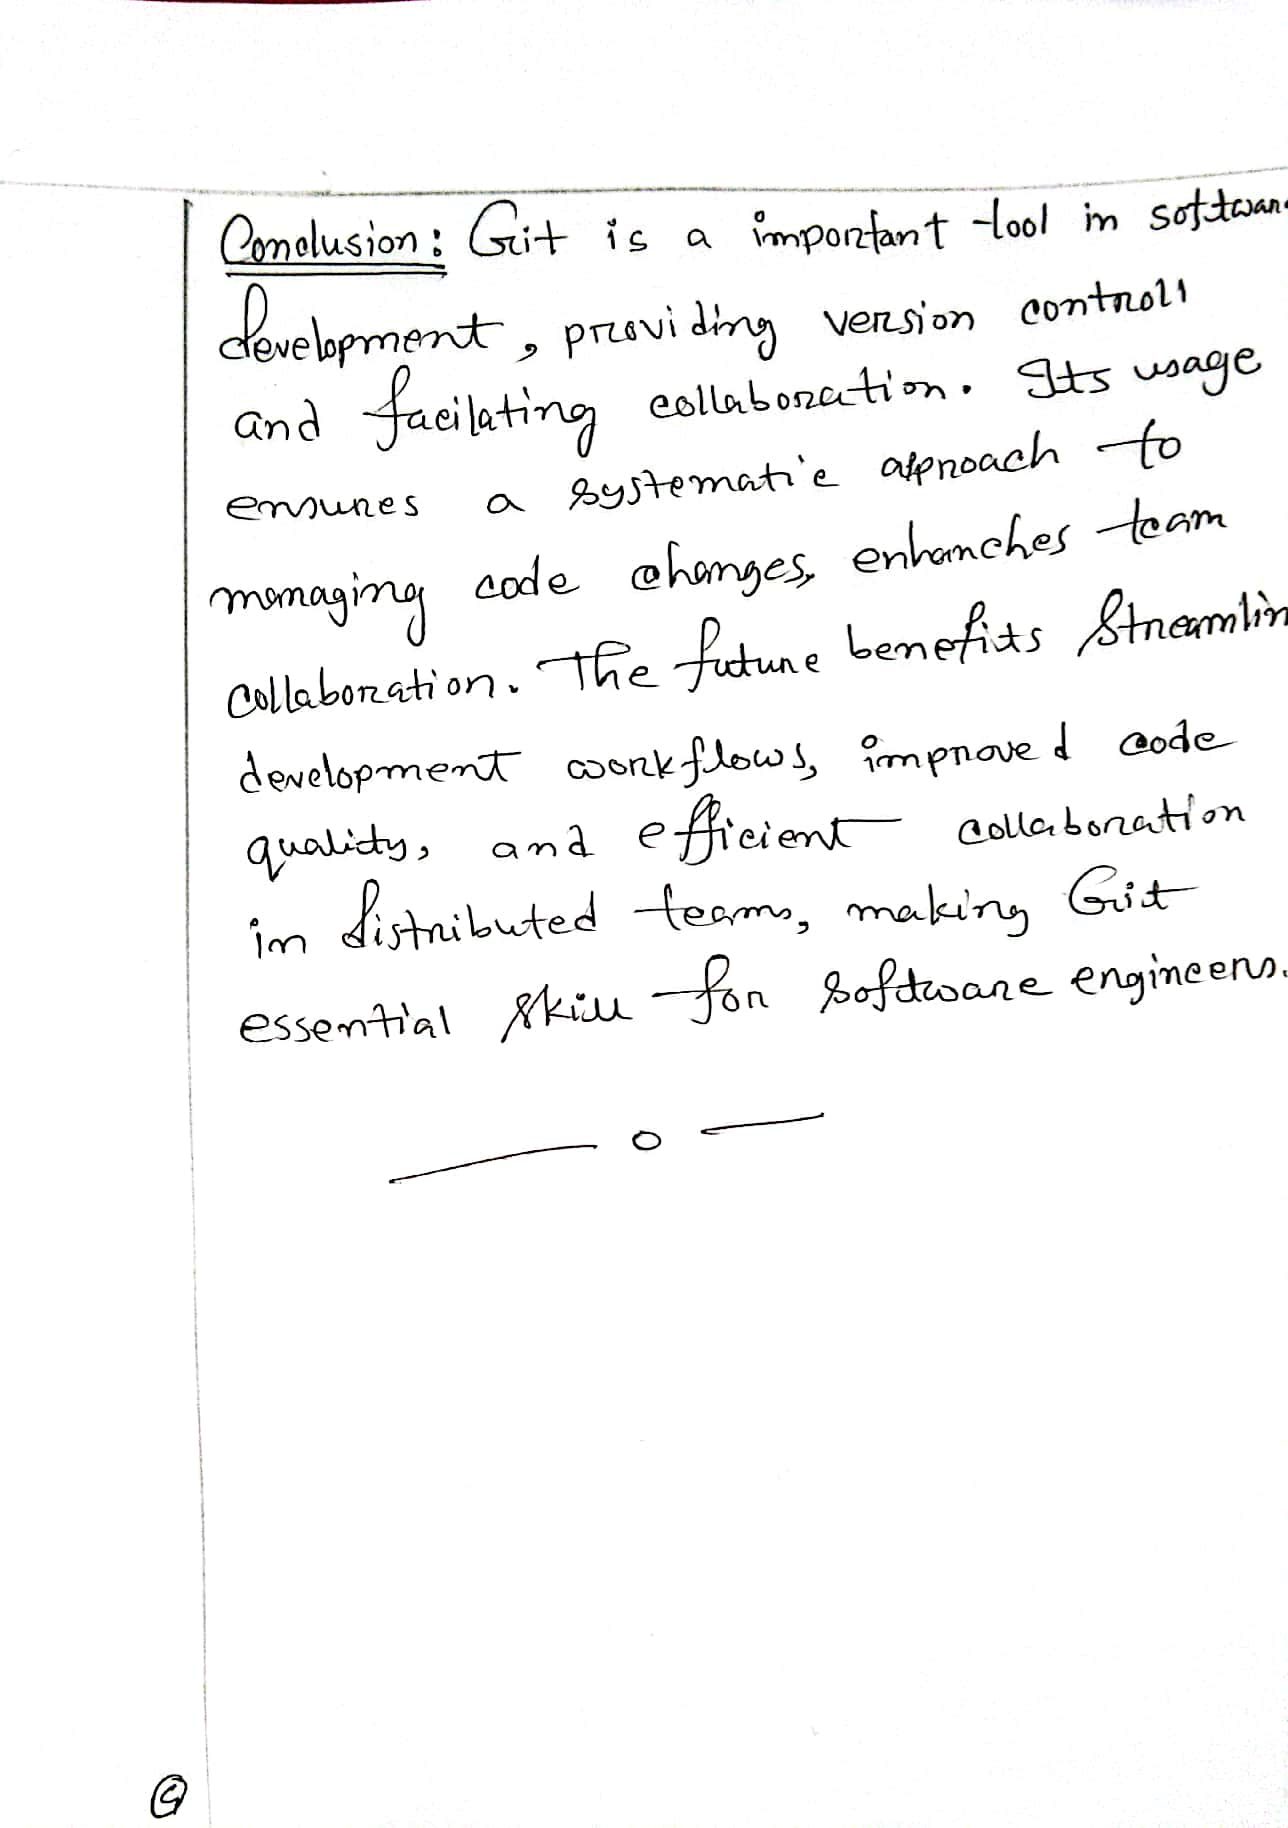 Conclusion: Git is a important tool in softwar
development, providing version controll
and facilating collaboration. Its usage
ensures a systematic approach to
managing code changes, enhanches team
collaboration. The future benefits Streamlin
development workflows, improved code
quality, and efficient collaboration
in distributed teams, making Git
essential skill for software engineers.